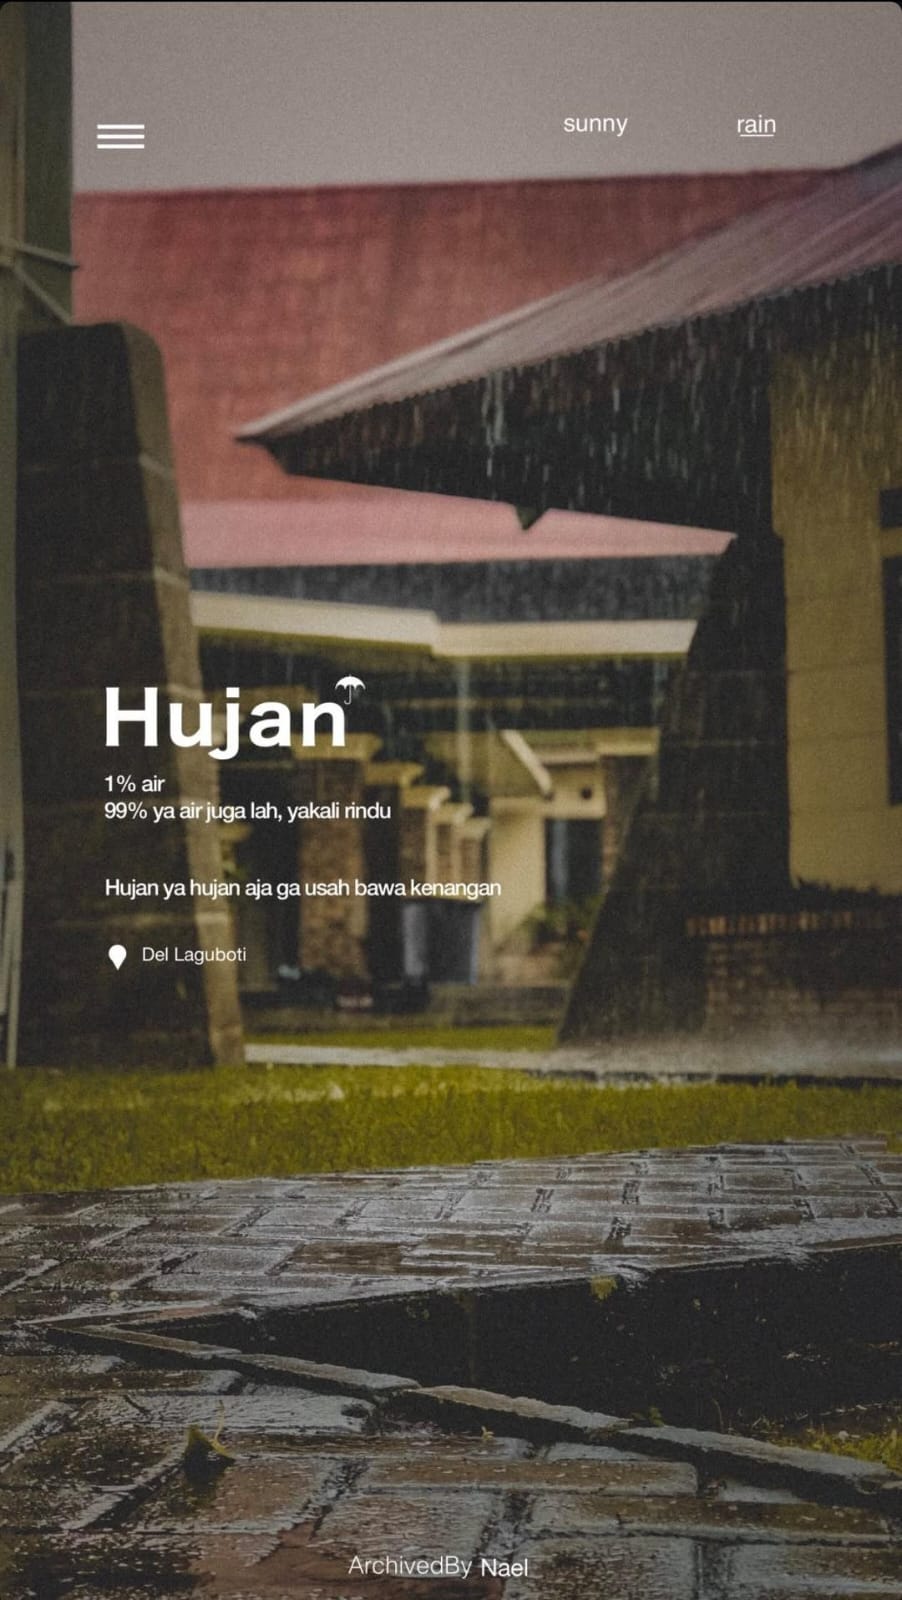 sunny rain
Hujan
1% air
99% ya air juga lah, yakali rindu
Hujan ya hujan aja ga usah bawa kenangan
Del Laguboti
ArchivedBy Nael